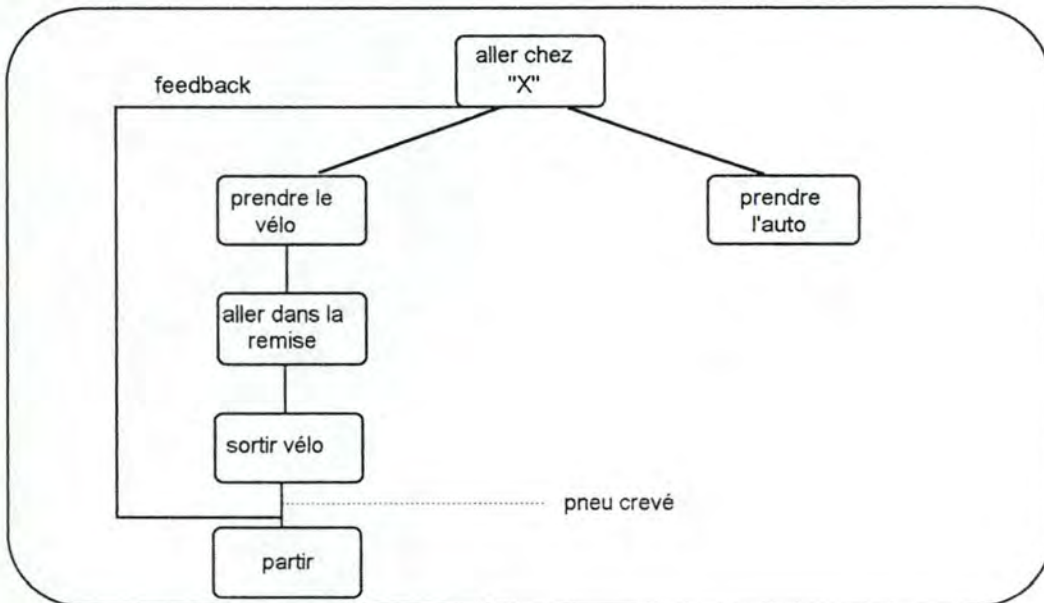 aller chez
"X"
feedback
prendre le
vélo
prendre
l'auto
aller dans la
remise
sortir vélo
pneu crevé
partir